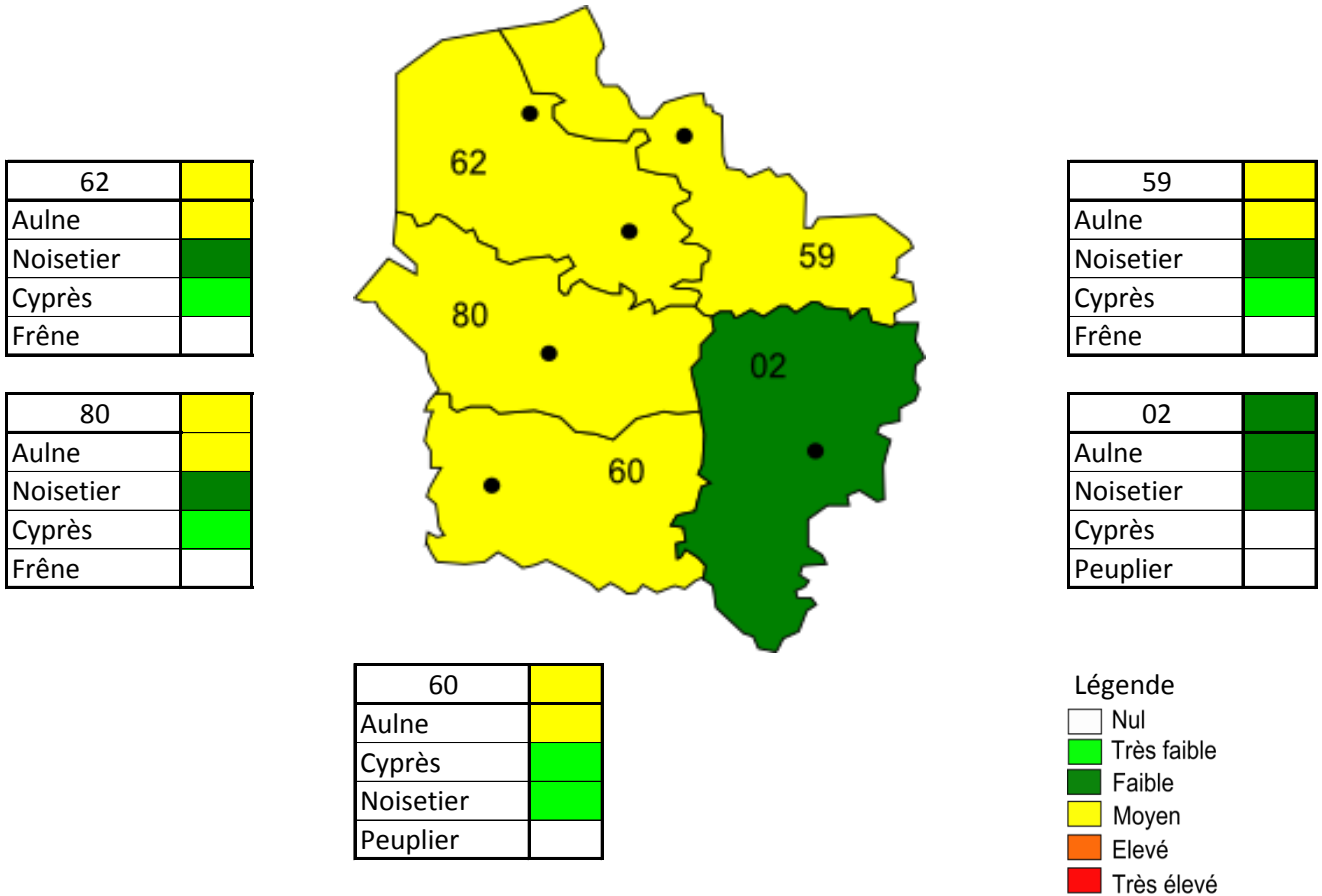 62
Aulne
Noisetier
Cyprès
Frêne
80
Aulne
Noisetier
Cyprès
Frêne
62
59
80
02
60
59
Aulne
Noisetier
Cyprès
Frêne
02
Aulne
Noisetier
Cyprès
Peuplier
60
Aulne
Cyprès
Noisetier
Peuplier
Légende
Nul
Très faible
Faible
Moyen
Elevé
Très élevé